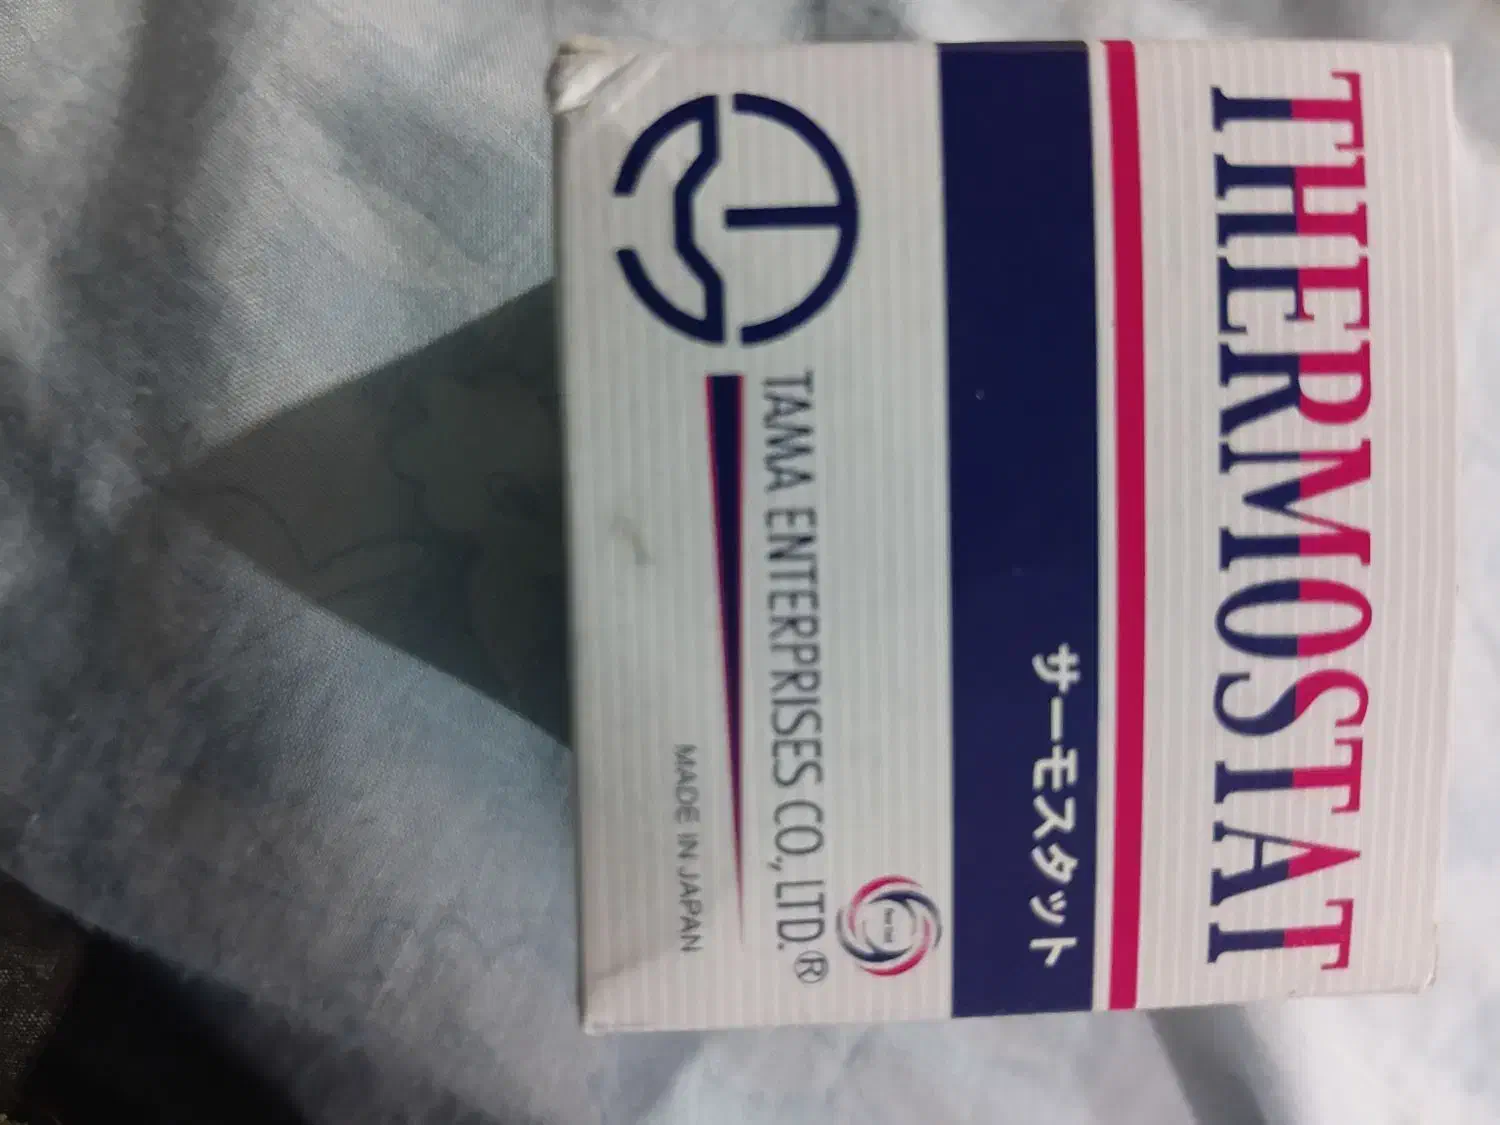 THERMOSTAT
サーモスタット
TAMA ENTERPRISES CO., LTD.®
MADE IN JAPAN